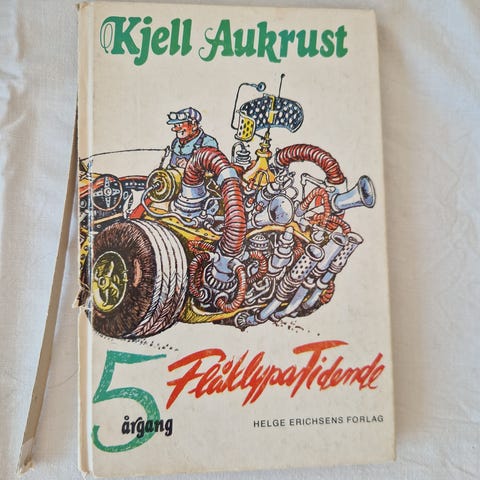 Kjell Aukrust
Flåklypa Tidende
5
årgang
HELGE ERICHSENS FORLAG